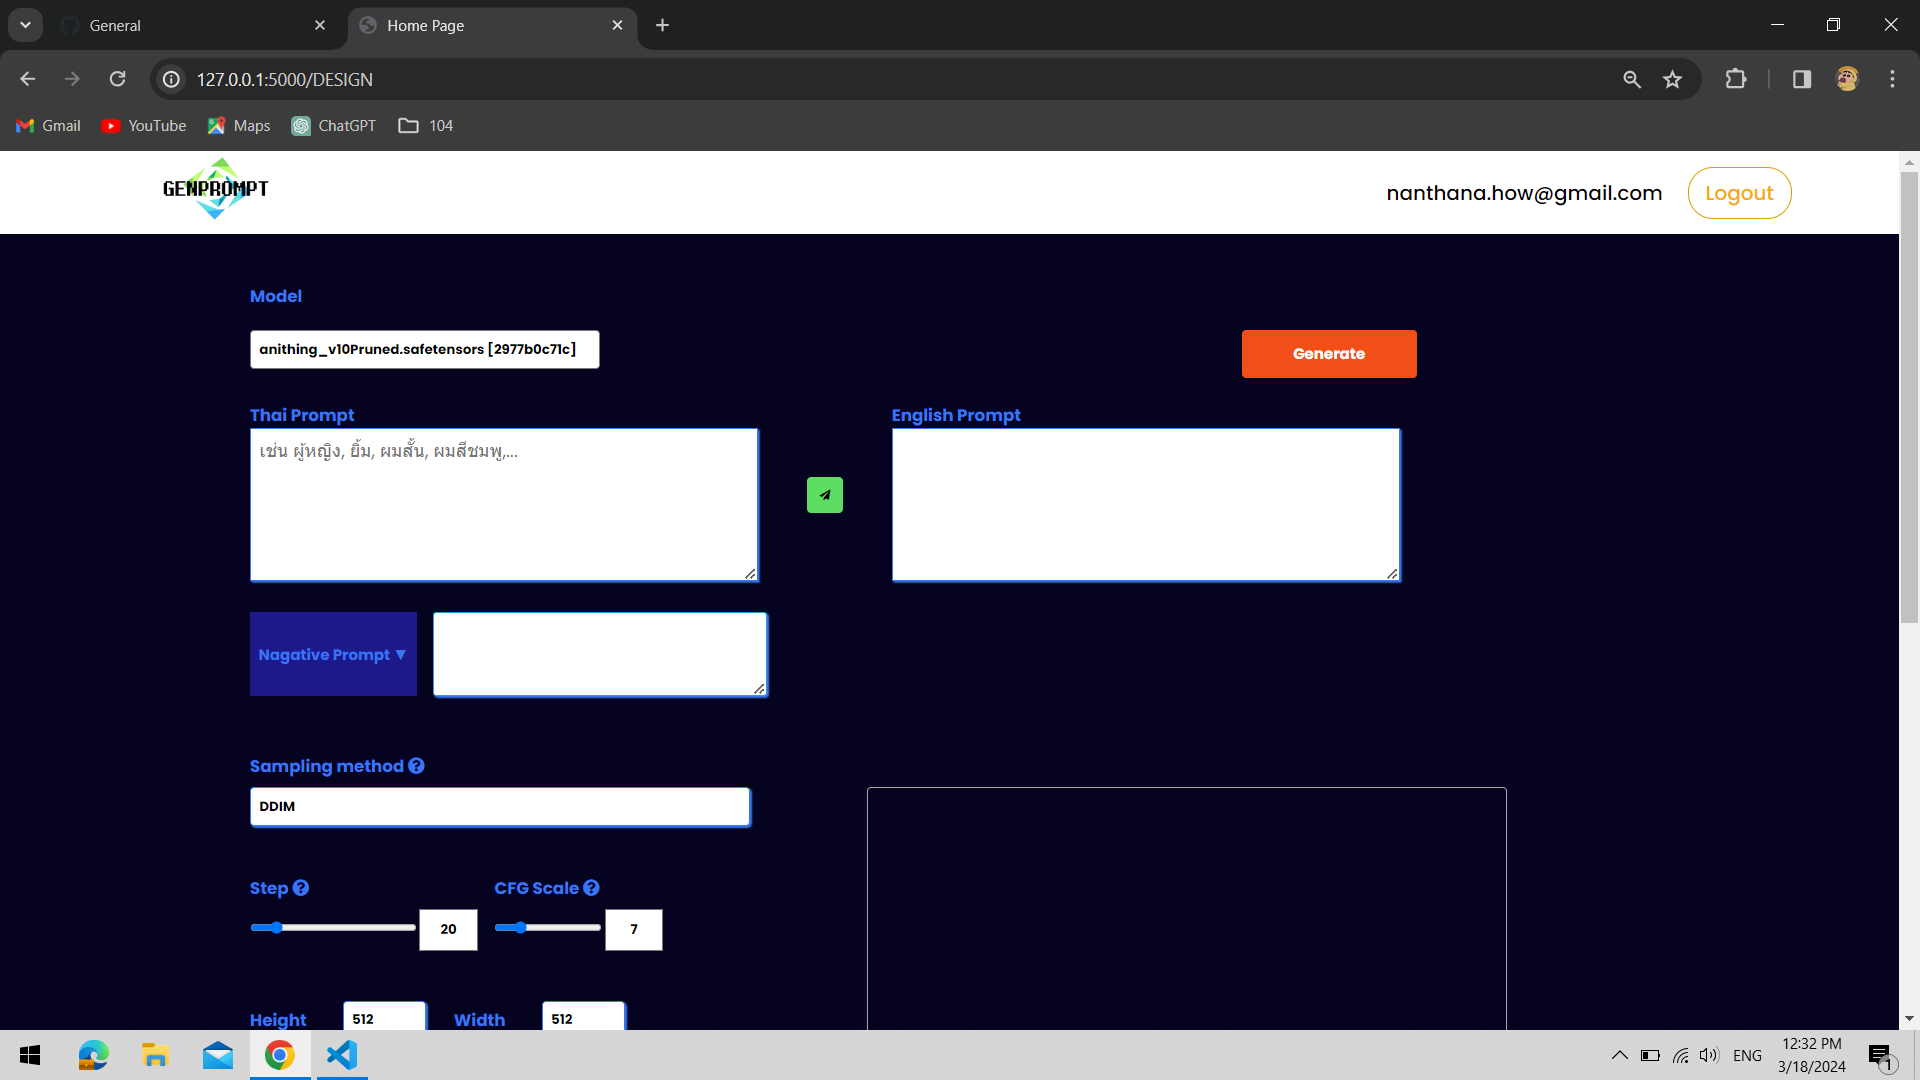 General
Home Page
127.0.0.1:5000/DESIGN
Gmail
YouTube
Maps
ChatGPT
104
GENPROMPT
nanthana.how@gmail.com
Logout
Model
anithing_v10Pruned.safetensors [2977b0c71c]
Generate
Thai Prompt
English Prompt
เช่น ผู้หญิง, ยิ้ม, ผมสั้น, ผมสีชมพู,...
Nagative Prompt ▼
Sampling method
DDIM
Step
CFG Scale
20
7
Height
512
Width
512
ENG
12:32 PM
3/18/2024
1